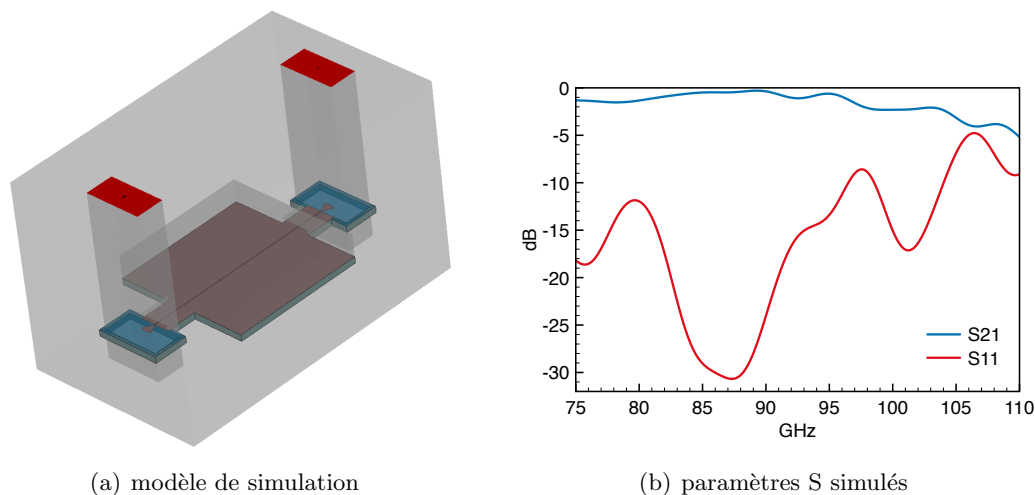 0
-5
-10
-15
-20
-25
-30
dB
S21
S11
75 80 85 90 95 100 105 110
GHz
(a) modèle de simulation
(b) paramètres S simulés